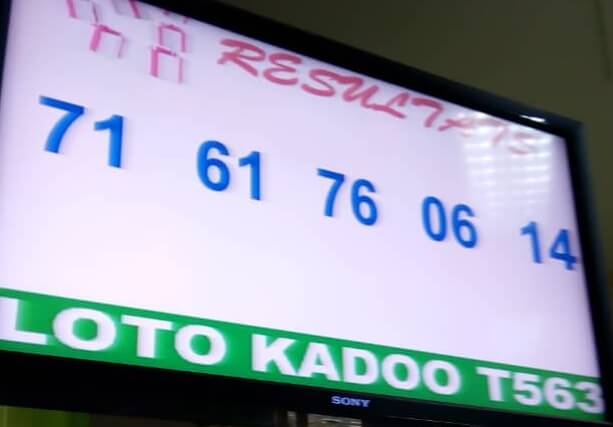 RESULTATS
71 61 76 06 14
LOTO KADOO T563
SONY